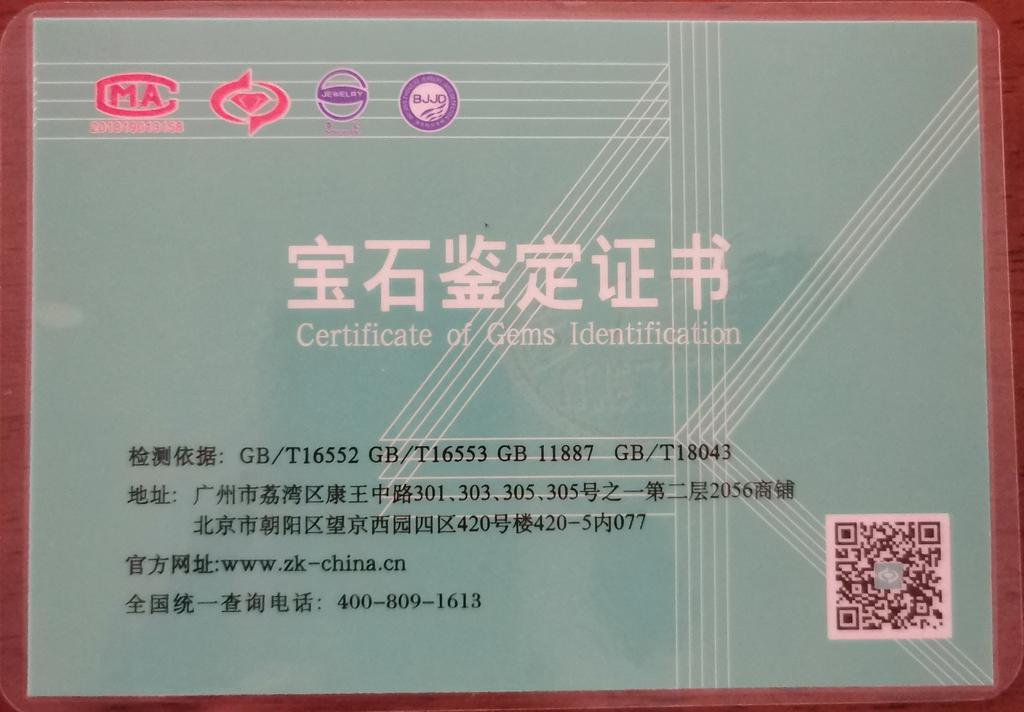 MA
JEWELRY
BJJD
宝石鉴定证书
Certificate of Gems Identification
检测依据: GB/T16552 GB/T16553 GB 11887 GB/T18043
地址: 广州市荔湾区康王中路301、303、305、305号之一第二层2056商铺
北京市朝阳区望京西园四区420号楼420-5内077
官方网址:www.zk-china.cn
全国统一查询电话: 400-809-1613